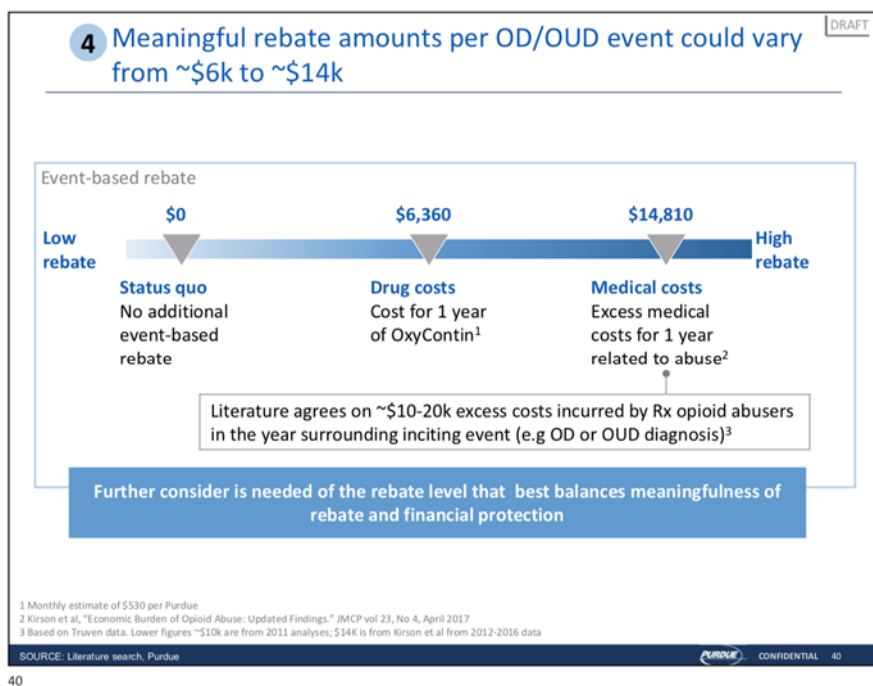 DRAFT
4 Meaningful rebate amounts per OD/OUD event could vary
from ~$6k to ~$14k
Event-based rebate
$0 $6,360 $14,810
Low
rebate
High
rebate
Status quo
No additional
event-based
rebate
Drug costs
Cost for 1 year
of OxyContin1
Medical costs
Excess medical
costs for 1 year
related to abuse2
Literature agrees on ~$10-20k excess costs incurred by Rx opioid abusers
in the year surrounding inciting event (e.g OD or OUD diagnosis)3
Further consider is needed of the rebate level that best balances meaningfulness of
rebate and financial protection
1 Monthly estimate of $530 per Purdue
2 Kirson et al, "Economic Burden of Opioid Abuse: Updated Findings." JMCP vol 23, No 4, April 2017
3 Based on Truven data. Lower figures ~$10k are from 2011 analyses; $14K is from Kirson et al from 2012-2016 data
SOURCE: Literature search, Purdue PURDUE CONFIDENTIAL 40
40